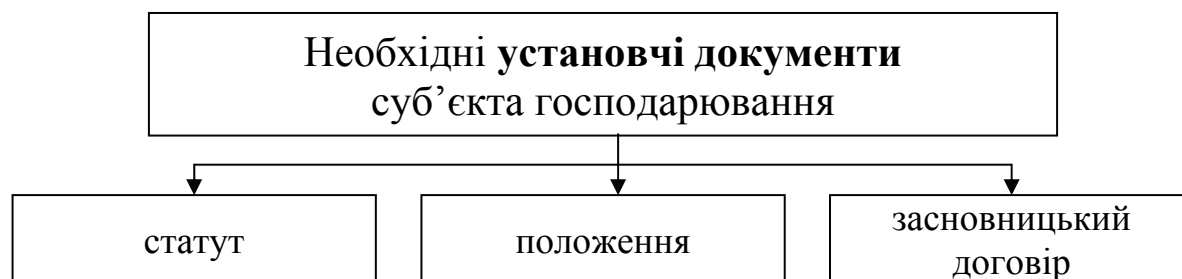 Необхідні установчі документи
суб’єкта господарювання
статут
положення
засновницький
договір